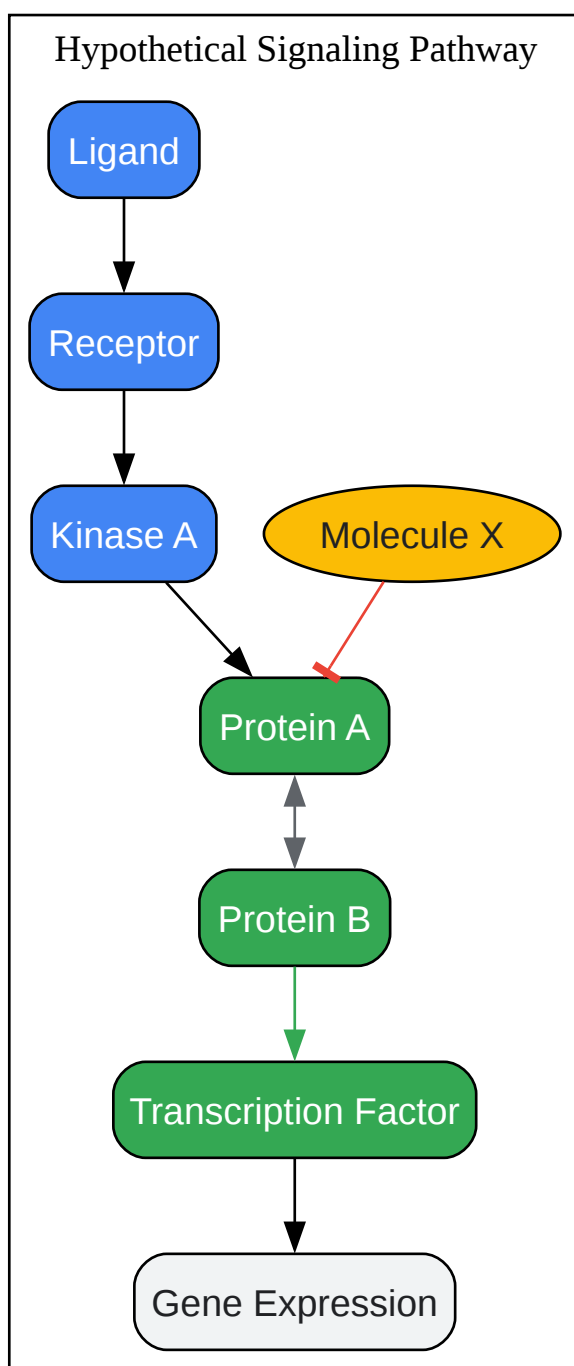 Hypothetical Signaling Pathway
Ligand
Receptor
Kinase A
Molecule X
Protein A
Protein B
Transcription Factor
Gene Expression